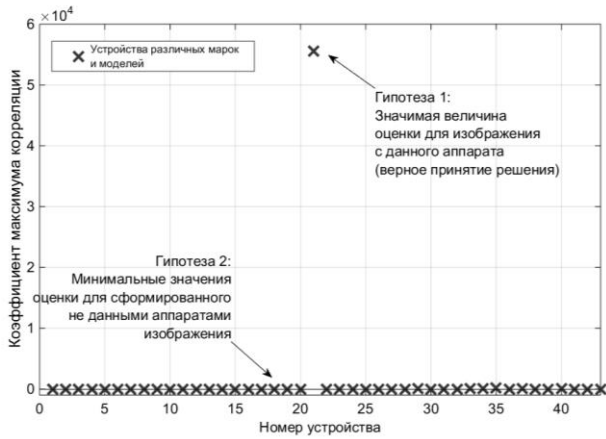 6 ×10⁴
Устройства различных марок
и моделей
5
Гипотеза 1:
Значимая величина
оценки для изображения
с данного аппарата
(верное принятие решения)
4
3
Гипотеза 2:
Минимальные значения
оценки для сформированного
не данными аппаратами
изображения
2
1
0
Коэффициент максимума корреляции
0 5 10 15 20 25 30 35 40
Номер устройства